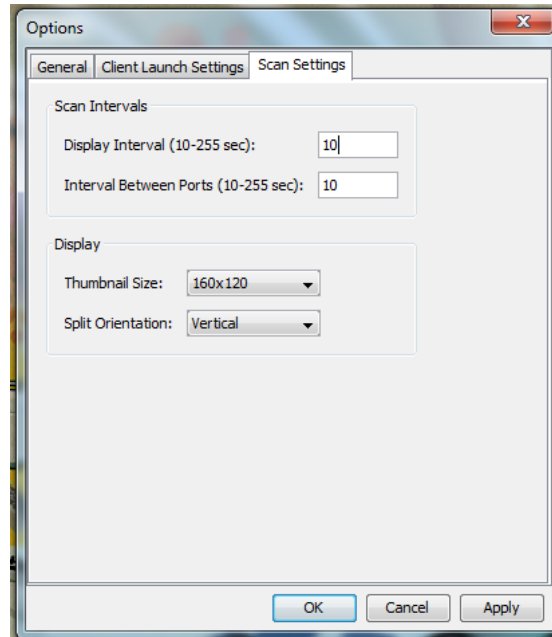 Options
General Client Launch Settings Scan Settings
Scan Intervals
Display Interval (10-255 sec): 10
Interval Between Ports (10-255 sec): 10
Display
Thumbnail Size: 160x120
Split Orientation: Vertical
OK Cancel Apply